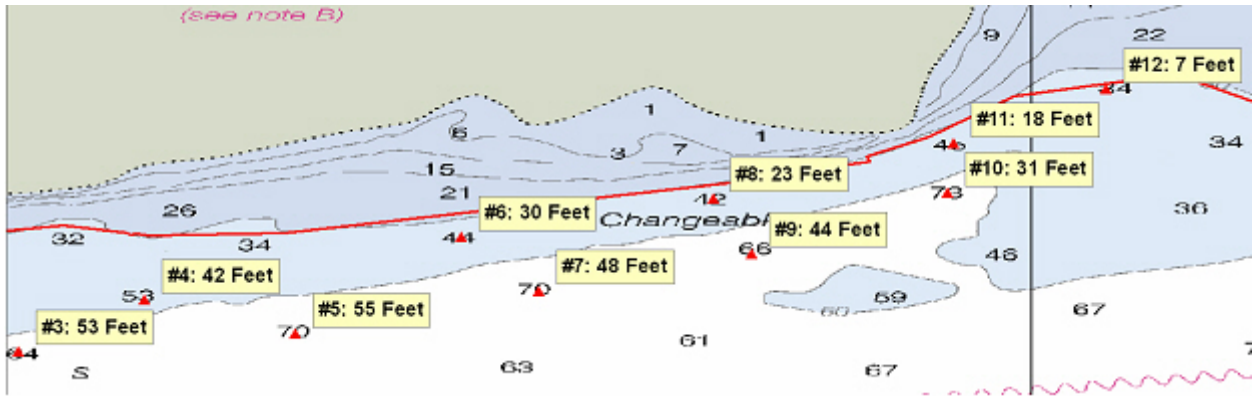 (see note B)
9
22
#12: 7 Feet
34
1
6
1
#11: 18 Feet
34
3
7
15
#10: 31 Feet
#8: 23 Feet
21
73
42
26
#6: 30 Feet
Changeabl
36
32
34
44
#9: 44 Feet
66
48
#4: 42 Feet
#7: 48 Feet
53
70
59
60
#5: 55 Feet
67
#3: 53 Feet
70
61
64
S
63
67
7